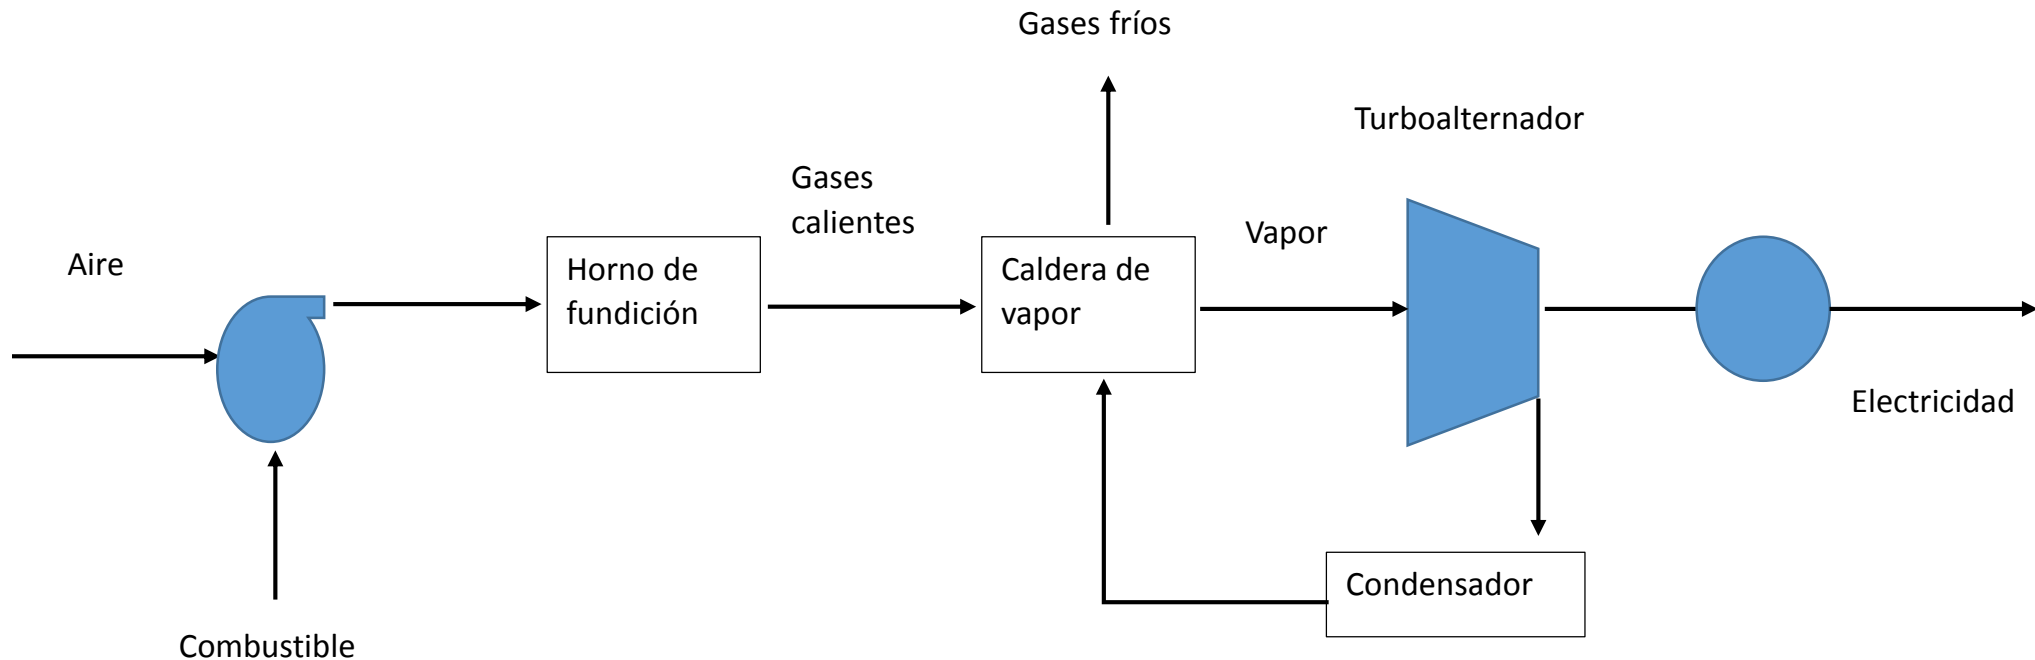 Gases fríos
Turboalternador
Gases
calientes
Vapor
Aire
Horno de
fundición
Caldera de
vapor
Electricidad
Condensador
Combustible